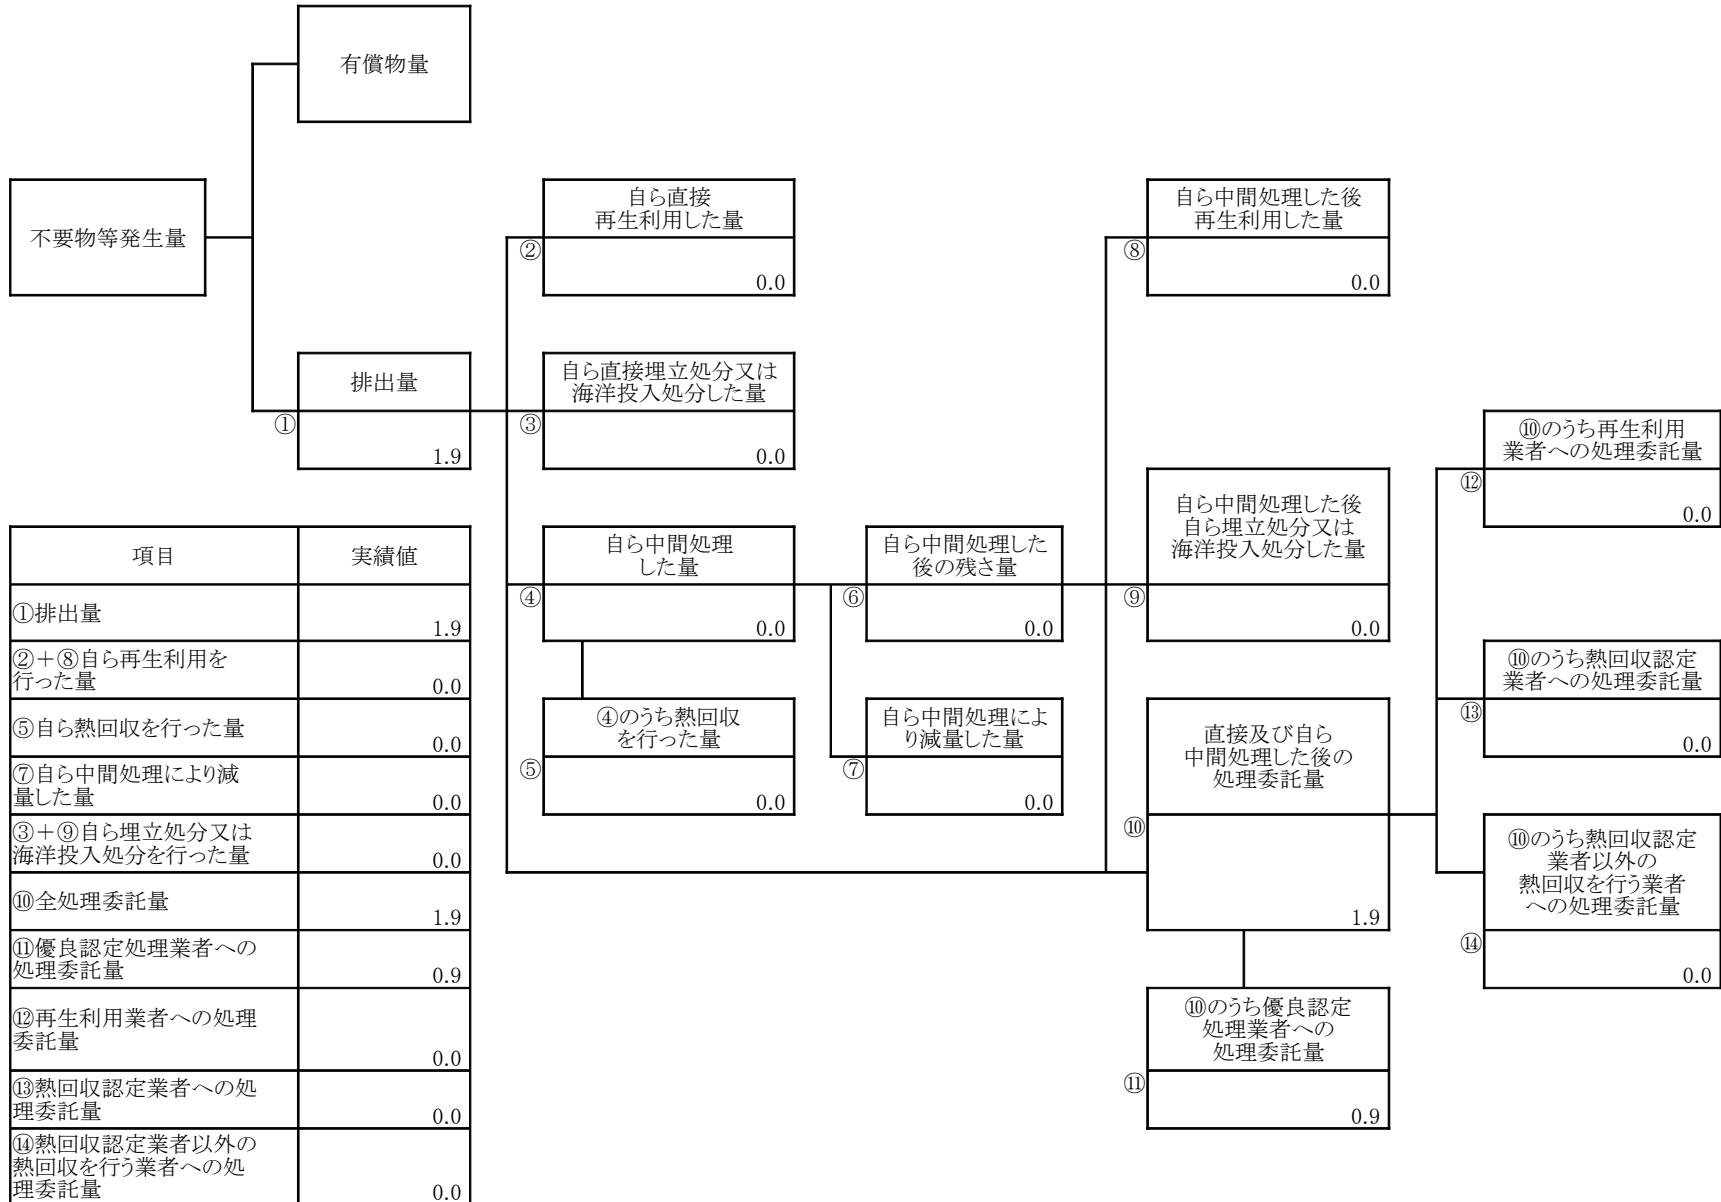 有償物量
不要物等発生量
自ら直接
再生利用した量
②
0.0
自ら中間処理した後
再生利用した量
⑧
0.0
排出量
①
1.9
自ら直接埋立処分又は
海洋投入処分した量
③
0.0
⑩のうち再生利用
業者への処理委託量
⑫
0.0
自ら中間処理
した量
④
0.0
自ら中間処理した
後の残さ量
⑥
0.0
自ら中間処理した後
自ら埋立処分又は
海洋投入処分した量
⑨
0.0
⑩のうち熱回収認定
業者への処理委託量
⑬
0.0
④のうち熱回収
を行った量
⑤
0.0
自ら中間処理によ
り減量した量
⑦
0.0
直接及び自ら
中間処理した後の
処理委託量
⑩
1.9
⑩のうち熱回収認定
業者以外の
熱回収を行う業者
への処理委託量
⑭
0.0
⑩のうち優良認定
処理業者への
処理委託量
⑪
0.9
項目
実績値
①排出量
1.9
②+⑧自ら再生利用を
行った量
0.0
⑤自ら熱回収を行った量
0.0
⑦自ら中間処理により減
量した量
0.0
③+⑨自ら埋立処分又は
海洋投入処分を行った量
0.0
⑩全処理委託量
1.9
⑪優良認定処理業者への
処理委託量
0.9
⑫再生利用業者への処理
委託量
0.0
⑬熱回収認定業者への処
理委託量
0.0
⑭熱回収認定業者以外の
熱回収を行う業者への処
理委託量
0.0